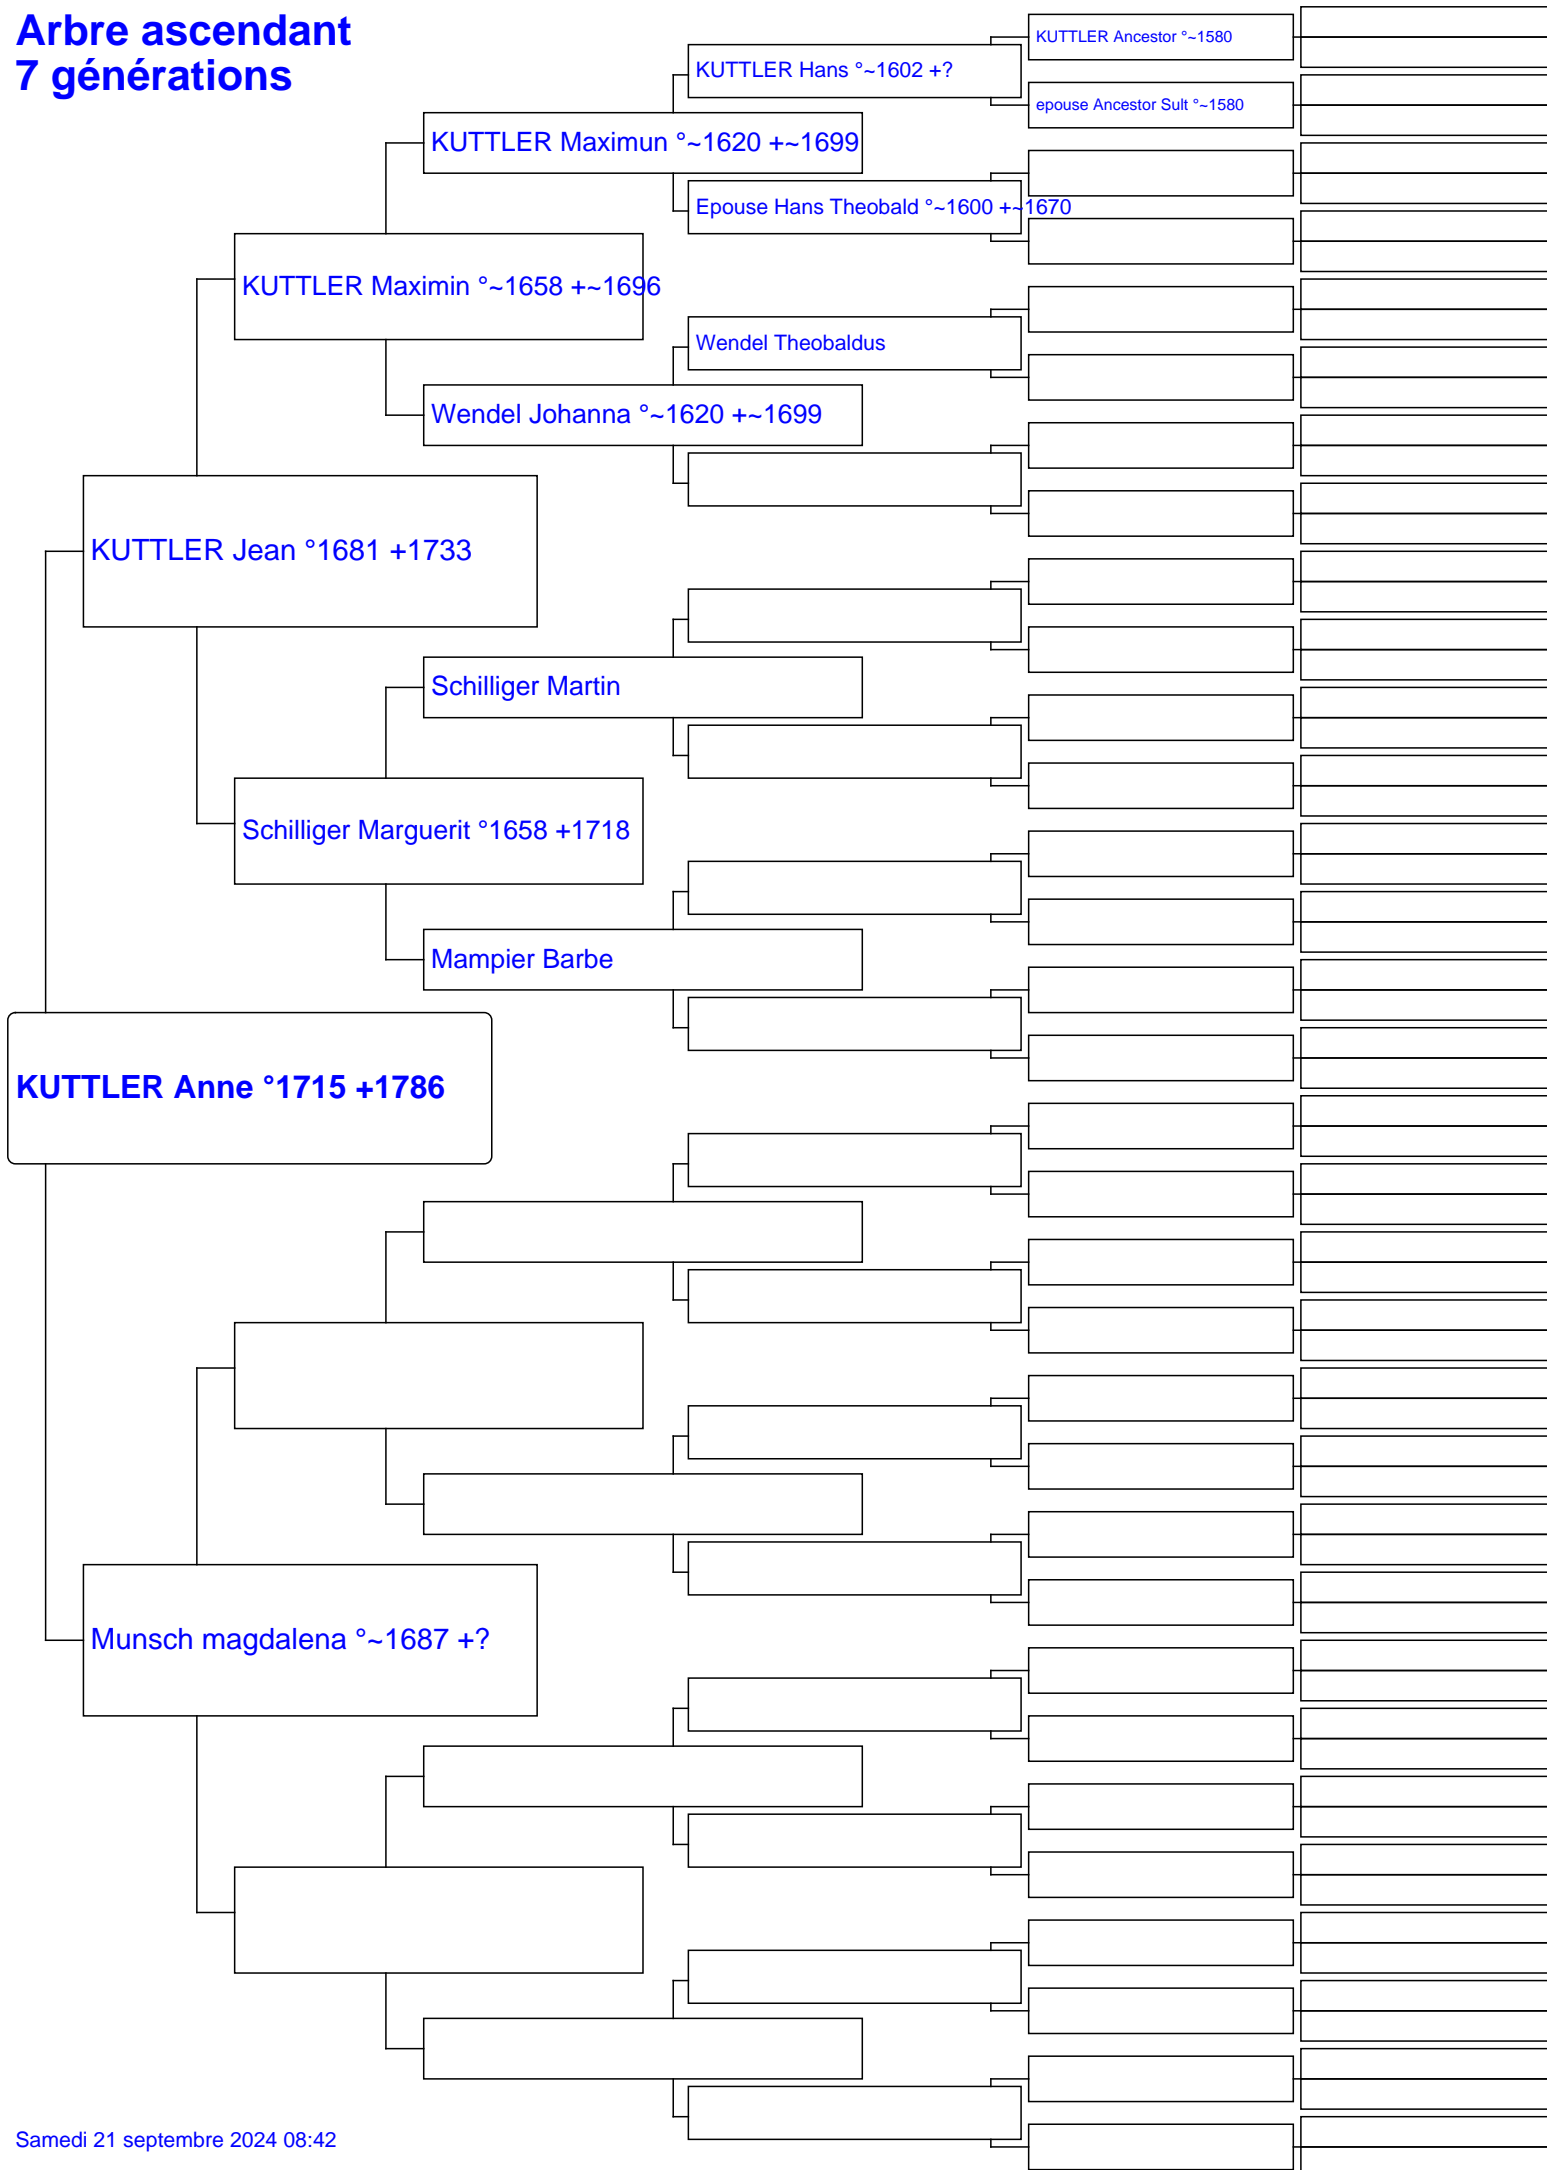 Arbre ascendant
7 générations
KUTTLER Ancestor °~1580
KUTTLER Hans °~1602 +?
epouse Ancestor Sult °~1580
KUTTLER Maximun °~1620 +~1699
Epouse Hans Theobald °~1600 +~1670
KUTTLER Maximin °~1658 +~1696
Wendel Theobaldus
Wendel Johanna °~1620 +~1699
KUTTLER Jean °1681 +1733
Schilliger Martin
Schilliger Marguerit °1658 +1718
Mampier Barbe
KUTTLER Anne °1715 +1786
Munsch magdalena °~1687 +?
Samedi 21 septembre 2024 08:42